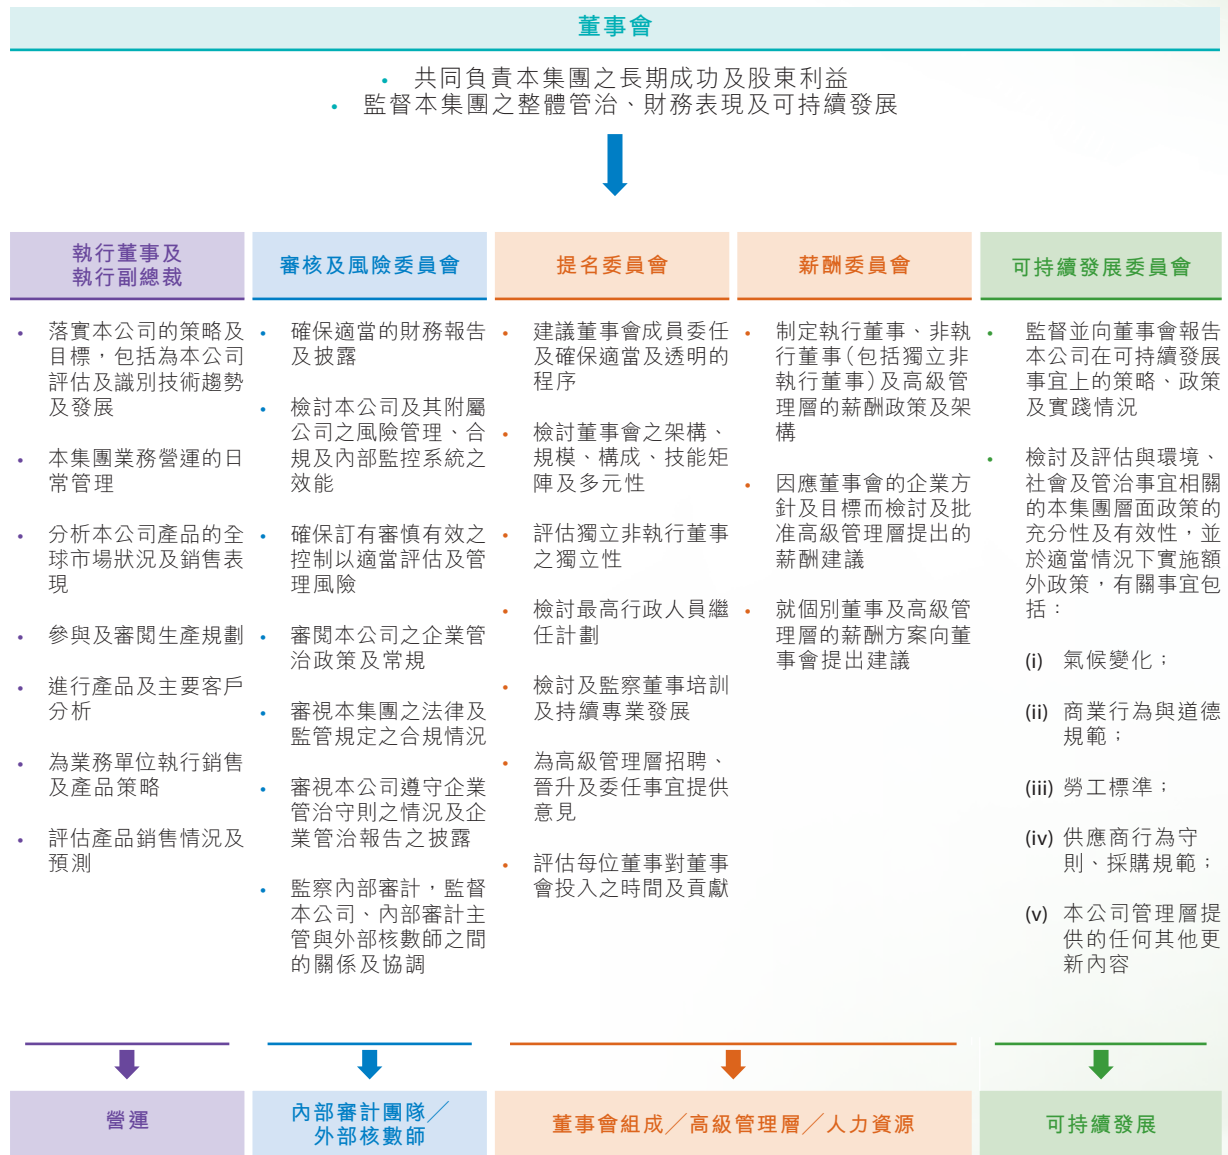 董事會
• 共同負責本集團之長期成功及股東利益
• 監督本集團之整體管治、財務表現及可持續發展
執行董事及
執行副總裁
• 落實本公司的策略及
目標，包括為本公司
評估及識別技術趨勢
及發展
• 本集團業務營運的日
常管理
• 分析本公司產品的全
球市場狀況及銷售表
現
• 參與及審閱生產規劃
• 進行產品及主要客戶
分析
• 為業務單位執行銷售
及產品策略
• 評估產品銷售情況及
預測
營運
審核及風險委員會
• 確保適當的財務報告
及披露
• 檢討本公司及其附屬
公司之風險管理、合
規及內部監控系統之
效能
• 確保訂有審慎有效之
控制以適當評估及管
理風險
• 審閱本公司之企業管
治政策及常規
• 審視本集團之法律及
監管規定之合規情況
• 審視本公司遵守企業
管治守則之情況及企
業管治報告之披露
• 監察內部審計，監督
本公司、內部審計主
管與外部核數師之間
的關係及協調
內部審計團隊／
外部核數師
提名委員會
• 建議董事會成員委任
及確保適當及透明的
程序
• 檢討董事會之架構、
規模、構成、技能矩
陣及多元性
• 評估獨立非執行董事
之獨立性
• 檢討最高行政人員繼
任計劃
• 檢討及監察董事培訓
及持續專業發展
• 為高級管理層招聘、
晉升及委任事宜提供
意見
• 評估每位董事對董事
會投入之時間及貢獻
薪酬委員會
• 制定執行董事、非執
行董事（包括獨立非
執行董事）及高級管
理層的薪酬政策及架
構
• 因應董事會的企業方
針及目標而檢討及批
准高級管理層提出的
薪酬建議
• 就個別董事及高級管
理層的薪酬方案向董
事會提出建議
董事會組成／高級管理層／人力資源
可持續發展委員會
• 監督並向董事會報告
本公司在可持續發展
事宜上的策略、政策
及實踐情況
• 檢討及評估與環境、
社會及管治事宜相關
的本集團層面政策的
充分性及有效性，並
於適當情況下實施額
外政策，有關事宜包
括：
(i) 氣候變化；
(ii) 商業行為與道德
規範；
(iii) 勞工標準；
(iv) 供應商行為守
則、採購規範；
(v) 本公司管理層提
供的任何其他更
新內容
可持續發展